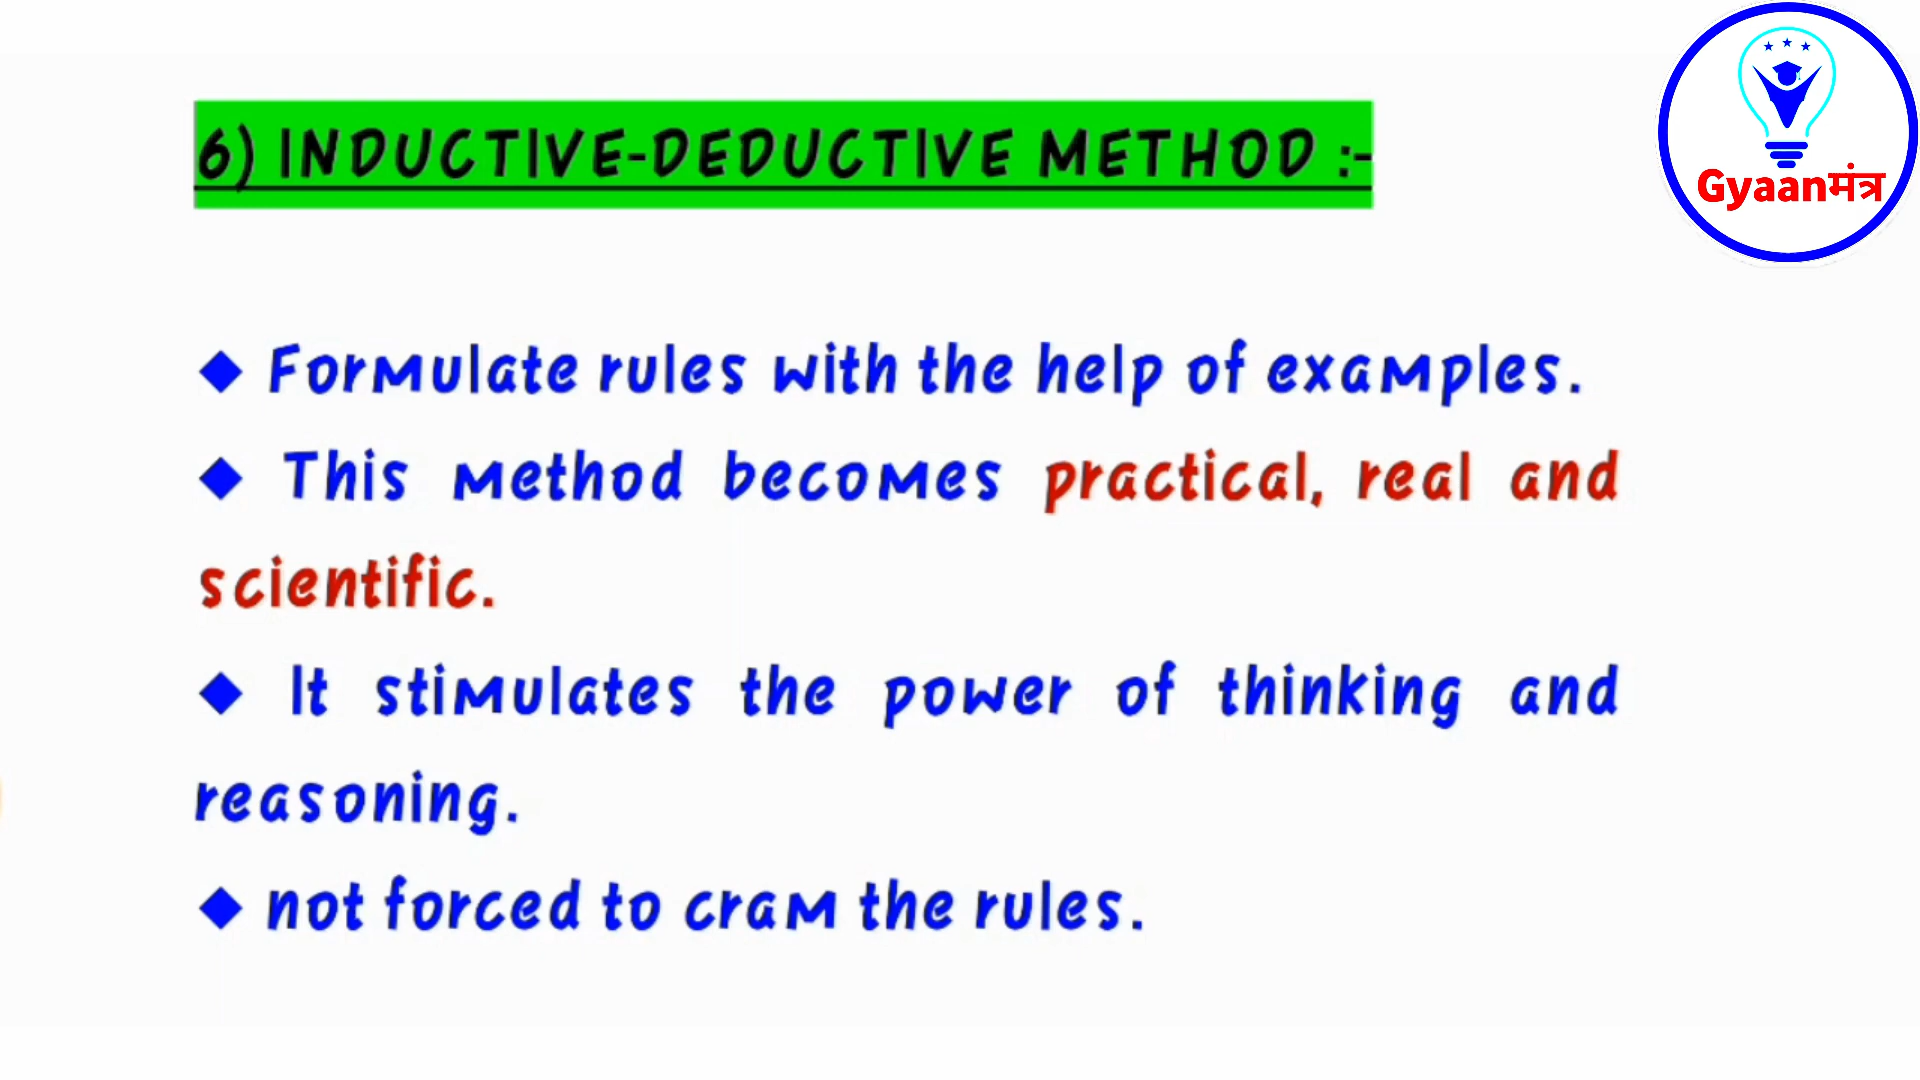 6) INDUCTIVE-DEDUCTIVE METHOD :-
Gyaanमंत्र
◆ Formulate rules with the help of examples.
◆ This method becomes practical, real and
scientific.
◆ It stimulates the power of thinking and
reasoning.
◆ not forced to cram the rules.